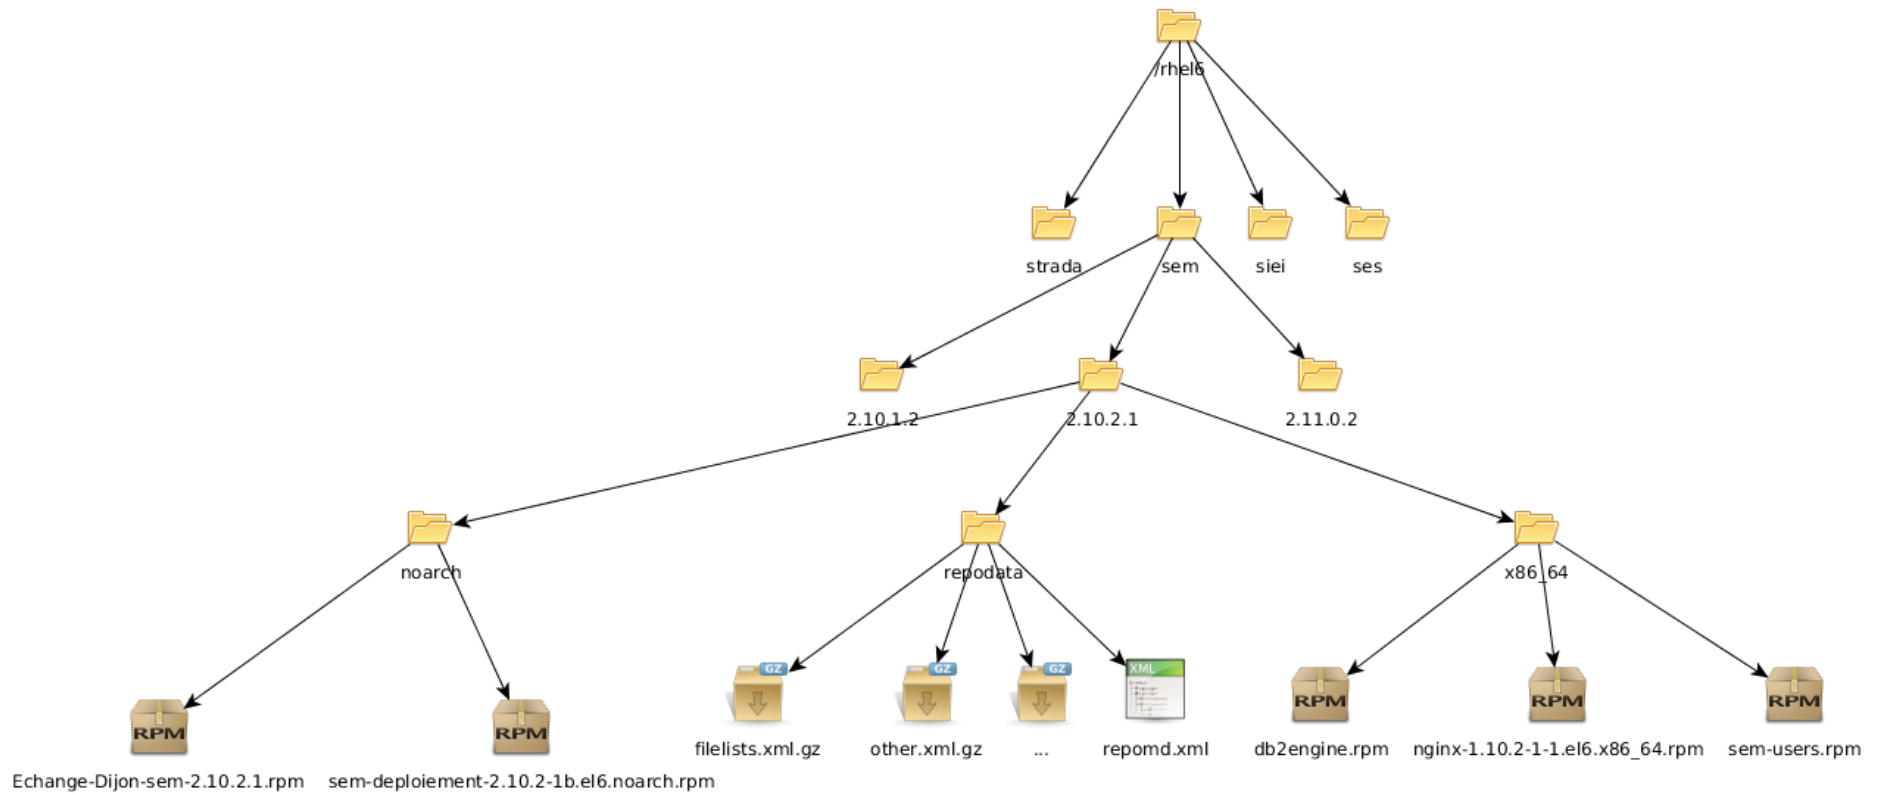 /rhel6
strada
sem
siei
ses
2.10.1.2
2.10.2.1
2.11.0.2
noarch
repodata
x86_64
GZ
GZ
GZ
XML
RPM
RPM
RPM
RPM
RPM
filelists.xml.gz
other.xml.gz
...
repomd.xml
db2engine.rpm
nginx-1.10.2-1-1.el6.x86_64.rpm
sem-users.rpm
Echange-Dijon-sem-2.10.2.1.rpm
sem-deploiement-2.10.2-1b.el6.noarch.rpm